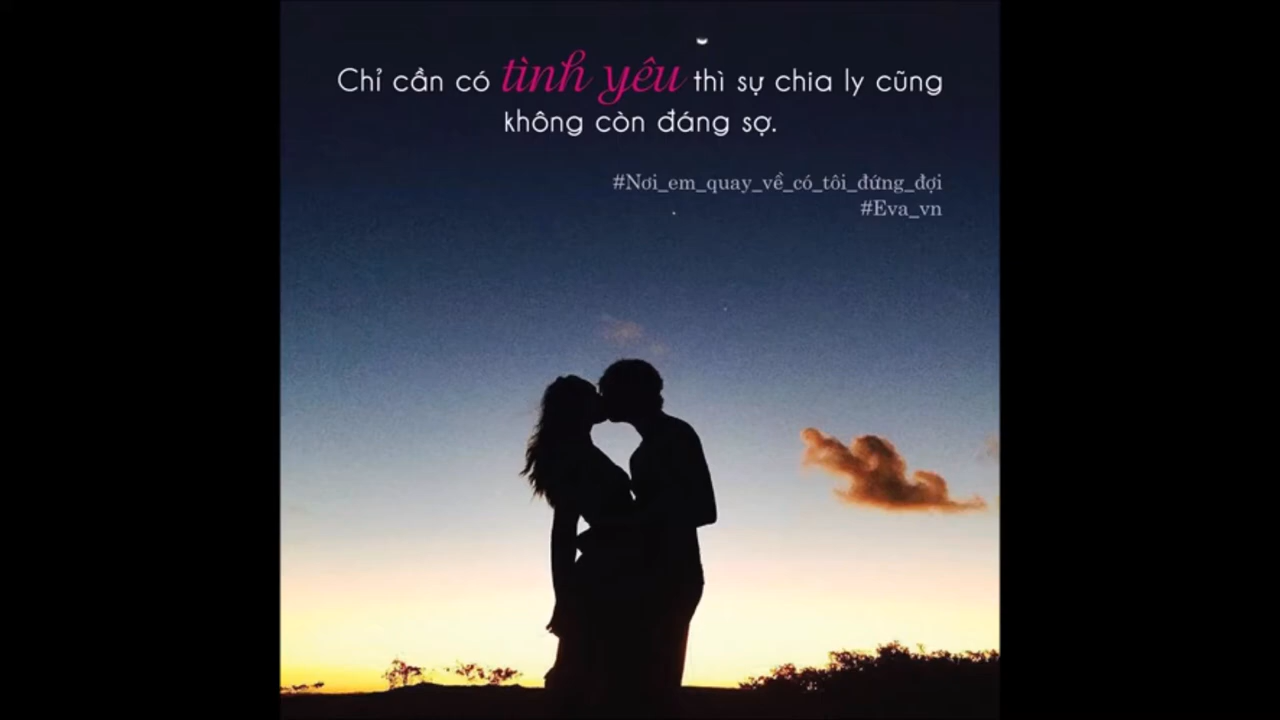 Chỉ cần có tình yêu thì sự chia ly cũng
không còn đáng sợ.
#Nơi_em_quay_về_có_tôi_đứng_đợi
#Eva_vn